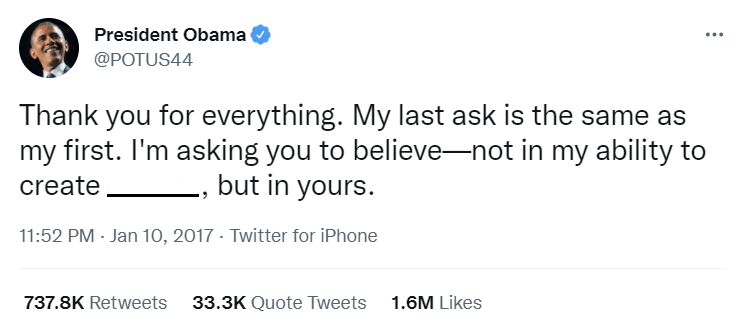 President Obama
@POTUS44
Thank you for everything. My last ask is the same as
my first. I'm asking you to believe—not in my ability to
create ______, but in yours.
11:52 PM · Jan 10, 2017 · Twitter for iPhone
737.8K Retweets 33.3K Quote Tweets 1.6M Likes